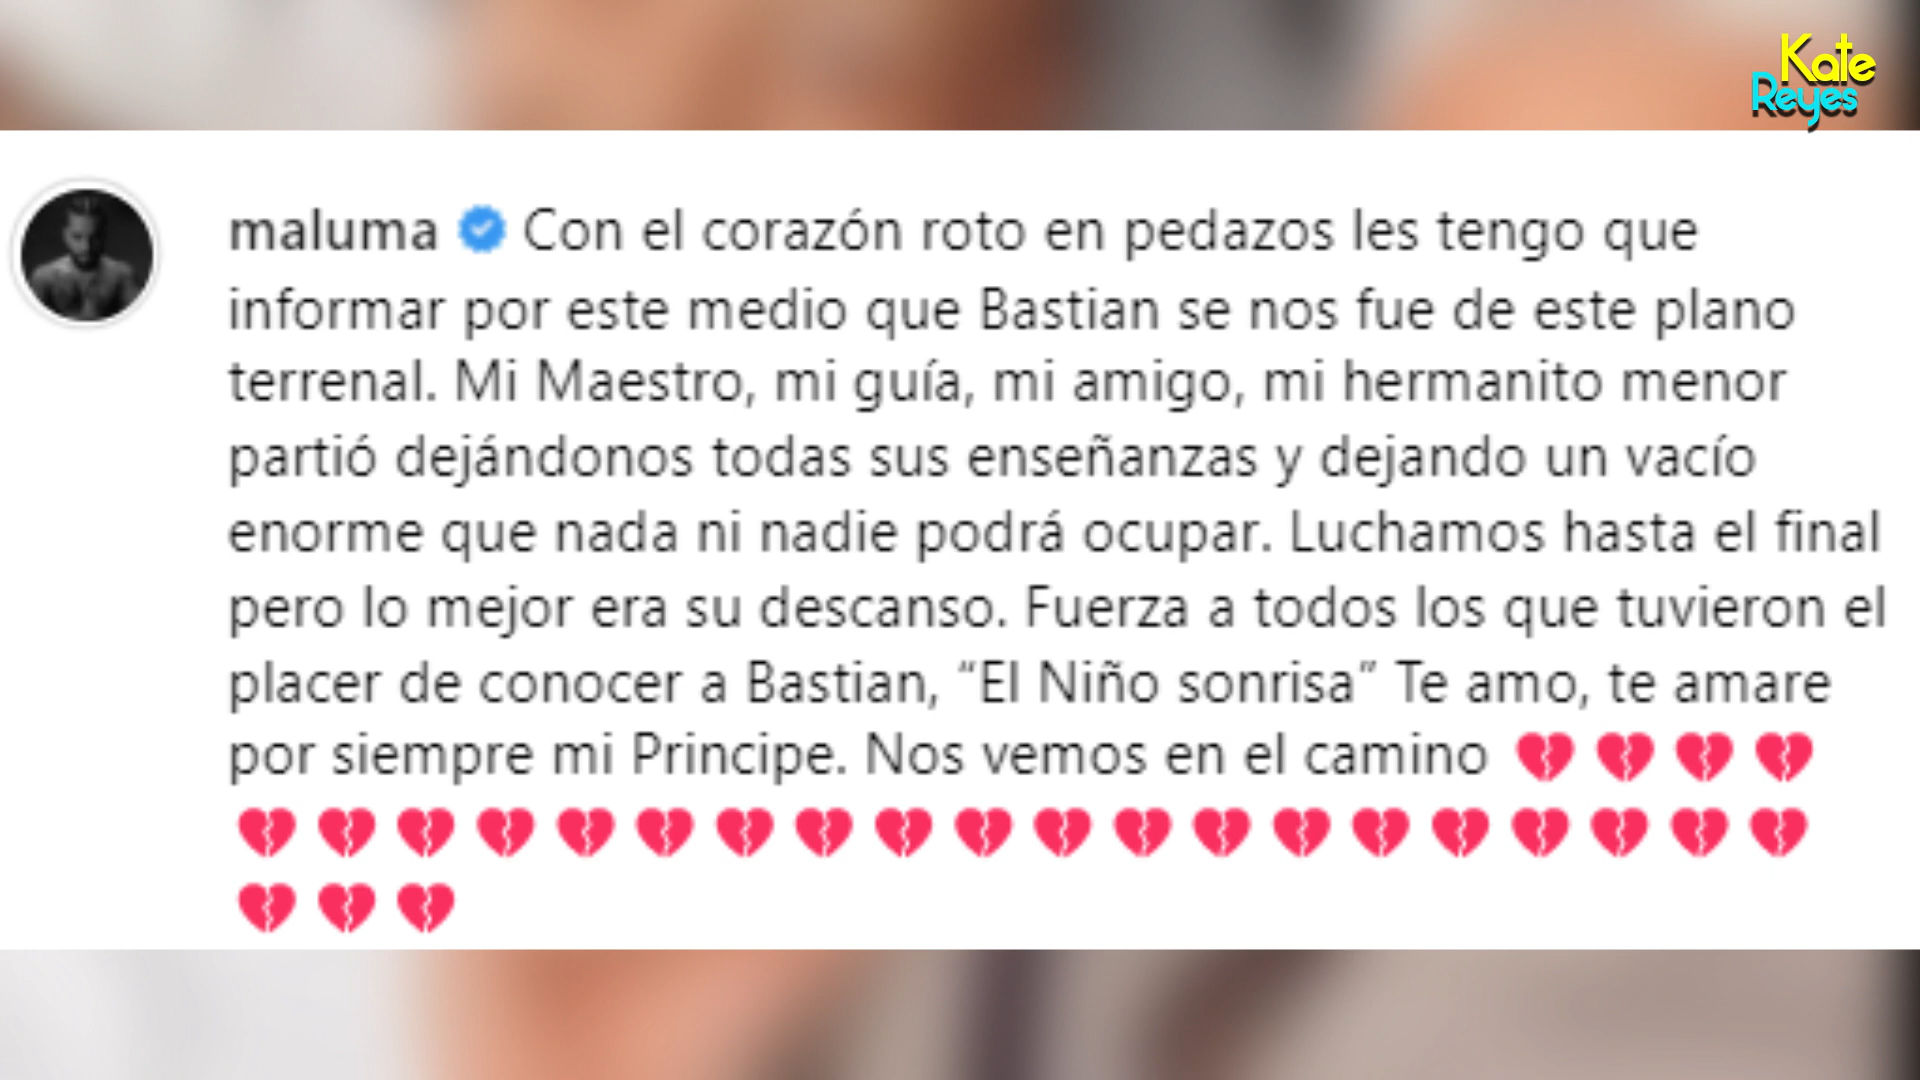 Kate
Reyes
maluma Con el corazón roto en pedazos les tengo que
informar por este medio que Bastian se nos fue de este plano
terrenal. Mi Maestro, mi guía, mi amigo, mi hermanito menor
partió dejándonos todas sus enseñanzas y dejando un vacío
enorme que nada ni nadie podrá ocupar. Luchamos hasta el final
pero lo mejor era su descanso. Fuerza a todos los que tuvieron el
placer de conocer a Bastian, “El Niño sonrisa” Te amo, te amare
por siempre mi Principe. Nos vemos en el camino 💔 💔 💔 💔
💔 💔 💔 💔 💔 💔 💔 💔 💔 💔 💔 💔 💔 💔 💔 💔 💔 💔 💔 💔
💔 💔 💔